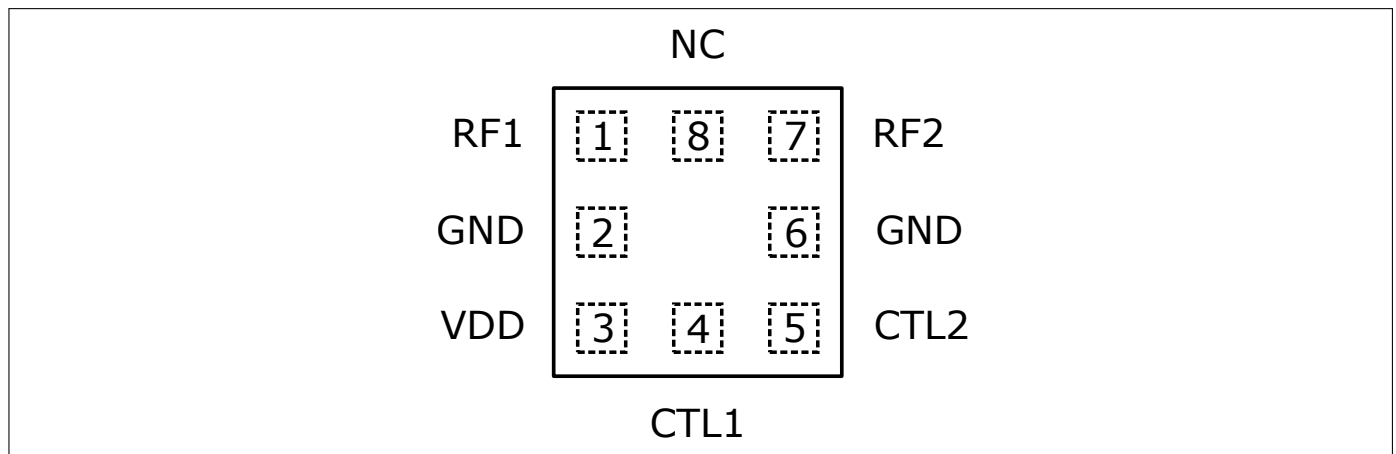 NC
RF1 1 8 7 RF2
GND 2 6 GND
VDD 3 4 5 CTL2
CTL1